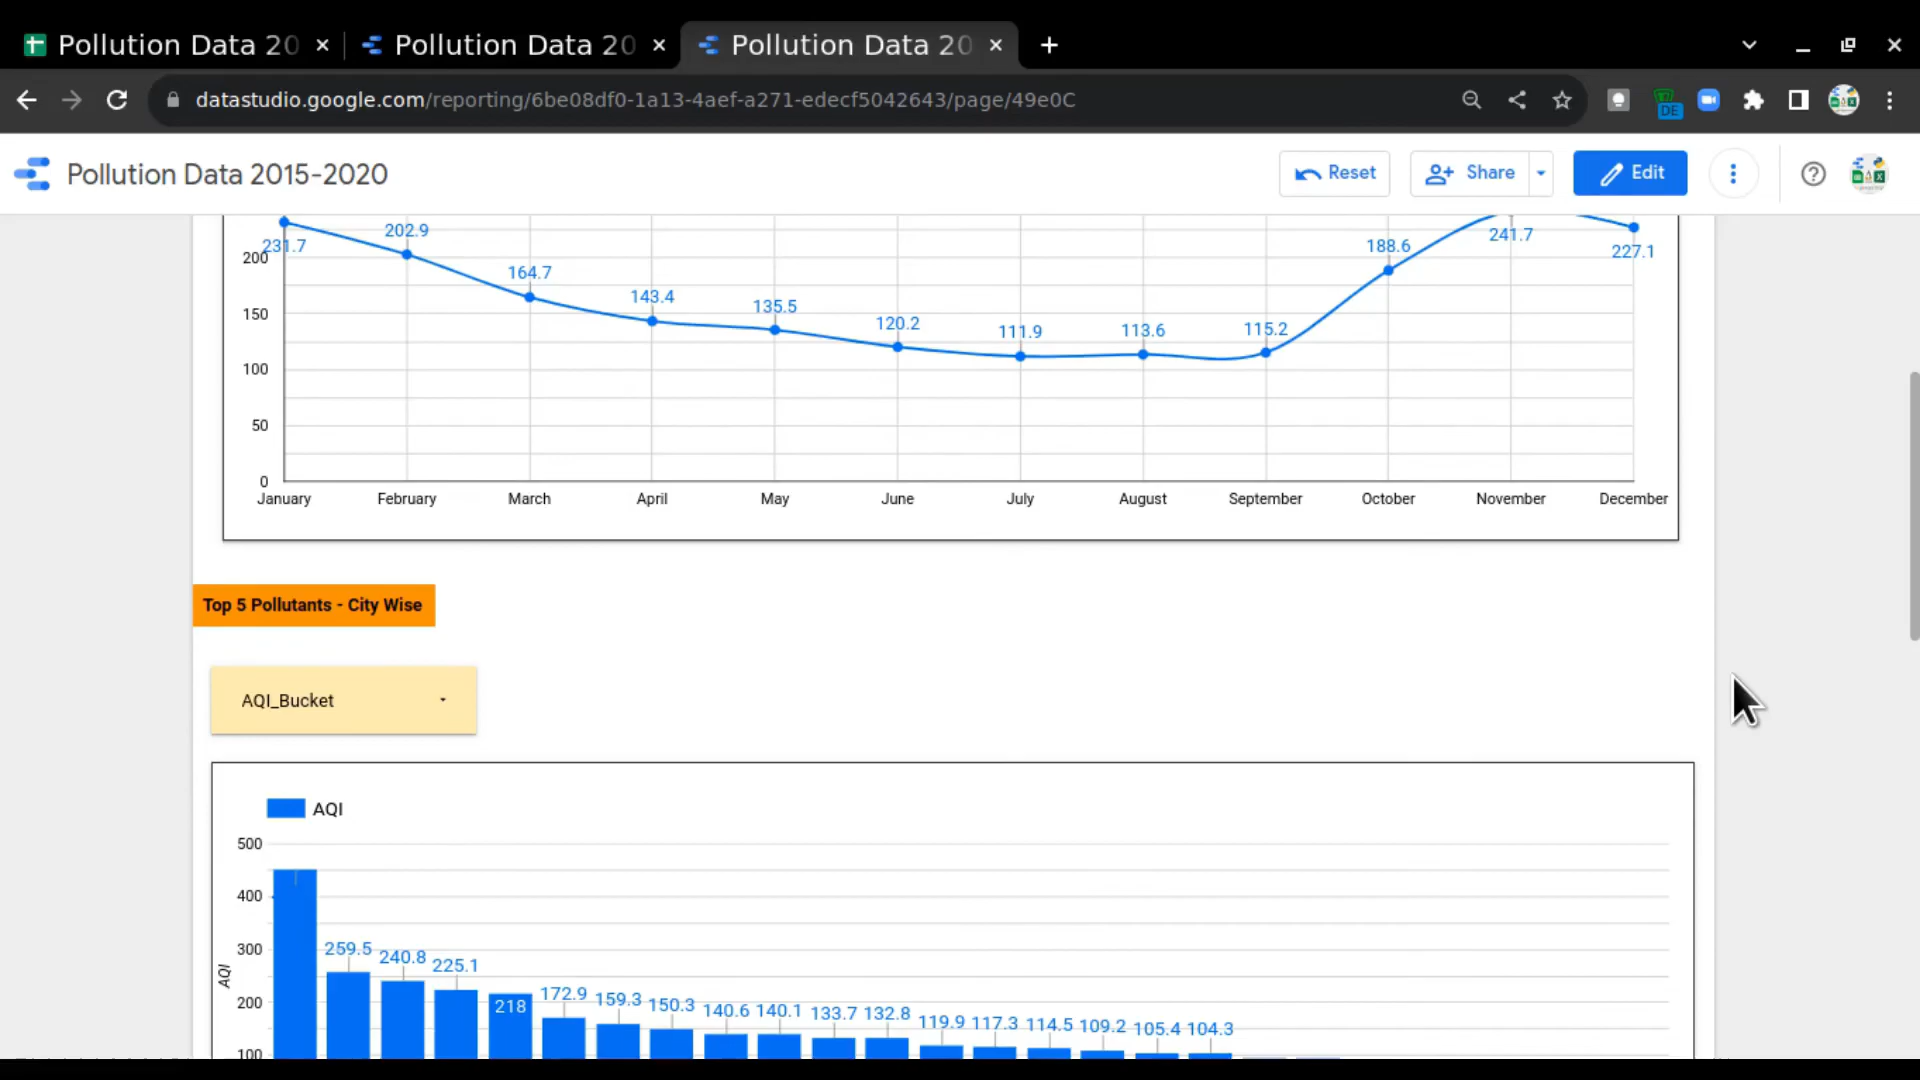 Pollution Data 20
Pollution Data 20
Pollution Data 20
datastudio.google.com/reporting/6be08df0-1a13-4aef-a271-edecf5042643/page/49e0C
DE
Pollution Data 2015-2020
Reset
Share
Edit
231.7
202.9
164.7
143.4
135.5
120.2
111.9
113.6
115.2
188.6
241.7
227.1
200
150
100
50
0
January February March April May June July August September October November December
Top 5 Pollutants - City Wise
AQI_Bucket
AQI
500
400
300
200
100
AQI
259.5 240.8 225.1 218 172.9 159.3 150.3 140.6 140.1 133.7 132.8 119.9 117.3 114.5 109.2 105.4 104.3